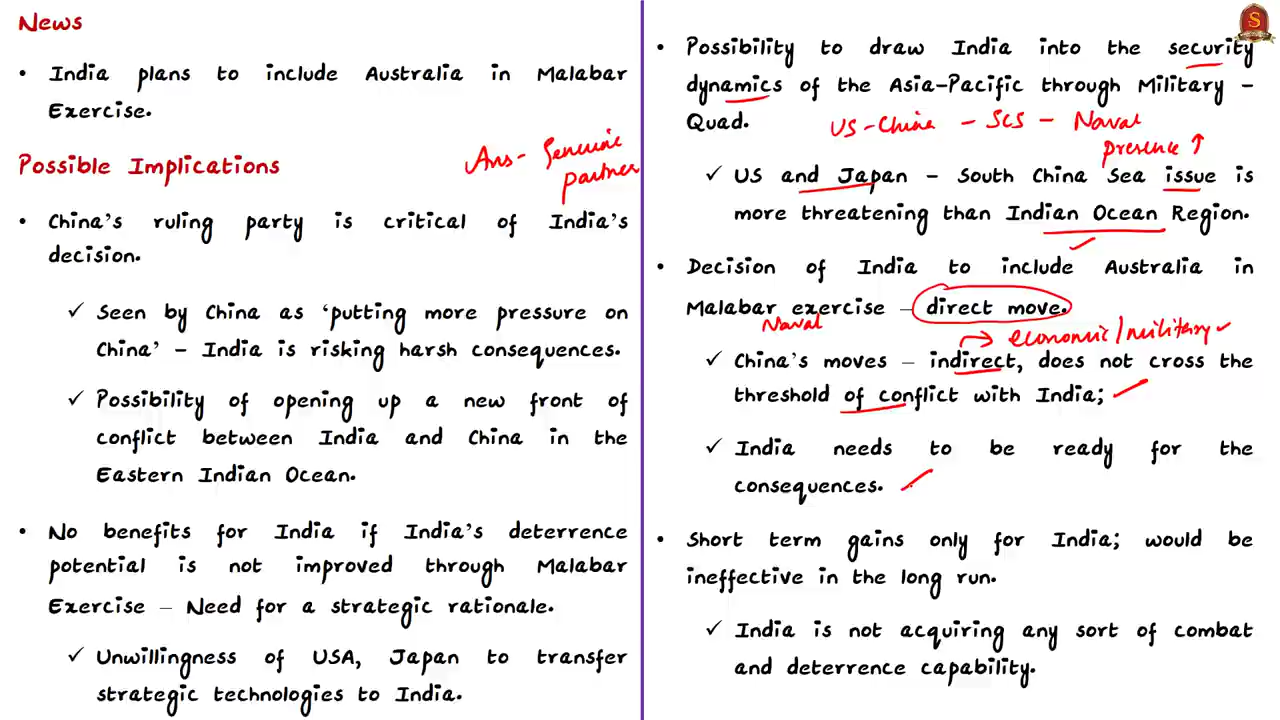 News
• India plans to include Australia in Malabar
Exercise.
Possible Implications
Ans- Genuine
partner
• China's ruling party is critical of India's
decision.
✓ Seen by China as 'putting more pressure on
China' – India is risking harsh consequences.
✓ Possibility of opening up a new front of
conflict between India and China in the
Eastern Indian Ocean.
• No benefits for India if India's deterrence
potential is not improved through Malabar
Exercise – Need for a strategic rationale.
✓ Unwillingness of USA, Japan to transfer
strategic technologies to India.
• Possibility to draw India into the security
dynamics of the Asia-Pacific through Military –
Quad.
US-China - SCS - Naval
presence ↑
✓ US and Japan – South China Sea issue is
more threatening than Indian Ocean Region.
• Decision of India to include Australia in
Malabar exercise – direct move.
Naval
→ economic/military
✓ China's moves – indirect, does not cross the
threshold of conflict with India;
✓ India needs to be ready for the
consequences.
• Short term gains only for India; would be
ineffective in the long run.
✓ India is not acquiring any sort of combat
and deterrence capability.
S